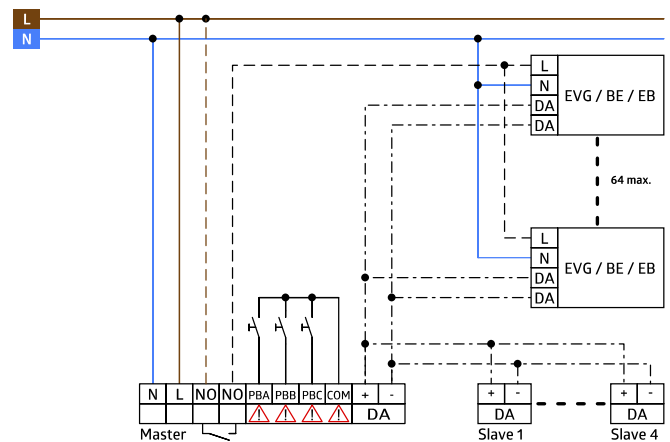 L
N
L
N
DA
DA
EVG / BE / EB
64 max.
L
N
DA
DA
EVG / BE / EB
N L NO NO PBA PBB PBC COM + -
DA
Master
+ -
DA
Slave 1
+ -
DA
Slave 4